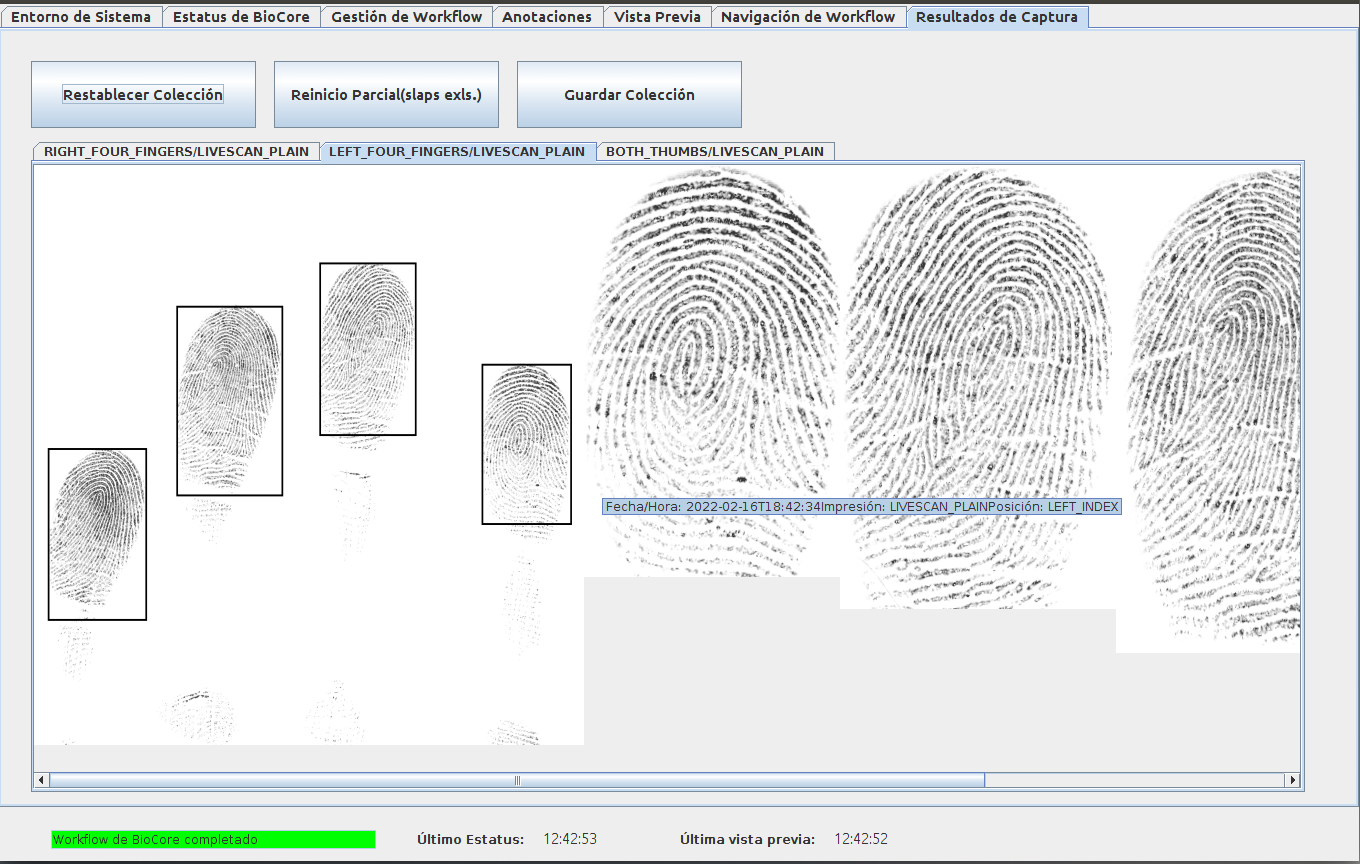 Entorno de Sistema
Estatus de BioCore
Gestión de Workflow
Anotaciones
Vista Previa
Navigación de Workflow
Resultados de Captura
Restablecer Colección
Reinicio Parcial(slaps exls.)
Guardar Colección
RIGHT_FOUR_FINGERS/LIVESCAN_PLAIN
LEFT_FOUR_FINGERS/LIVESCAN_PLAIN
BOTH_THUMBS/LIVESCAN_PLAIN
Fecha/Hora: 2022-02-16T18:42:34Impresión: LIVESCAN_PLAINPosición: LEFT_INDEX
Workflow de BioCore completado
Último Estatus: 12:42:53
Última vista previa: 12:42:52